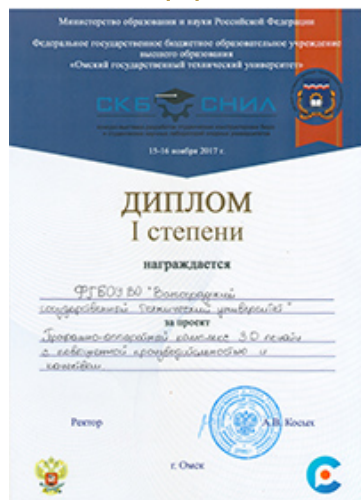 Министерство образования и науки Российской Федерации
Федеральное государственное бюджетное образовательное учреждение
высшего образования
«Омский государственный технический университет»
СКБ СНИЛ
15-16 ноября 2017 г.
ДИПЛОМ
I степени
награждается
ФГБОУ ВО "Волгоградский
государственный технический университет"
за проект
Программно-аппаратный комплекс 3D печати
с повышенной производительностью и
качеством
Ректор А.В. Косых
г. Омск